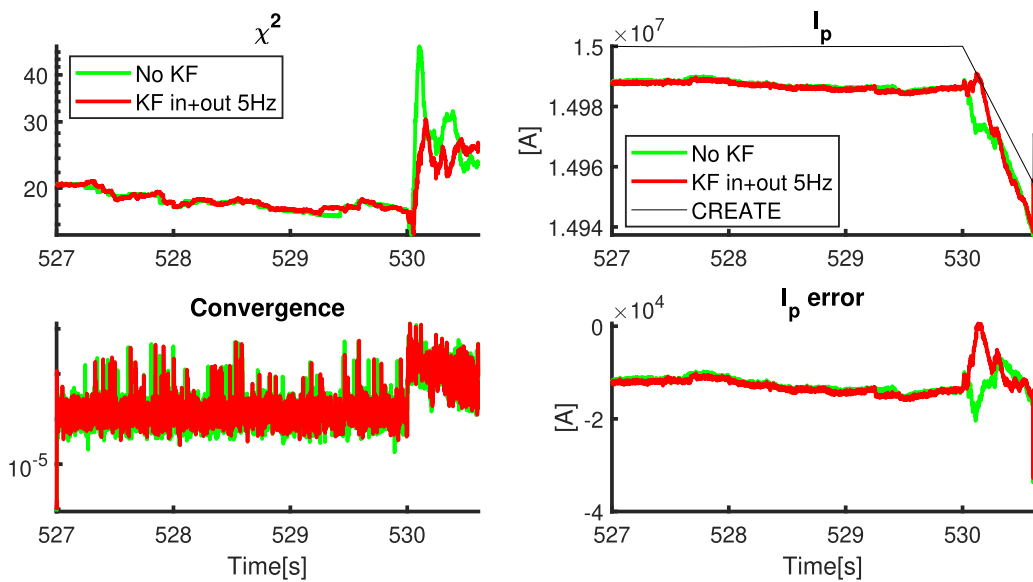 χ²
40
30
20
No KF
KF in+out 5Hz
527
528
529
530
Iₚ
×10⁷
1.5
1.498
1.496
1.494
[A]
No KF
KF in+out 5Hz
CREATE
527
528
529
530
Convergence
10⁻⁵
527
528
529
530
Time[s]
Iₚ error
×10⁴
0
-2
-4
[A]
527
528
529
530
Time[s]